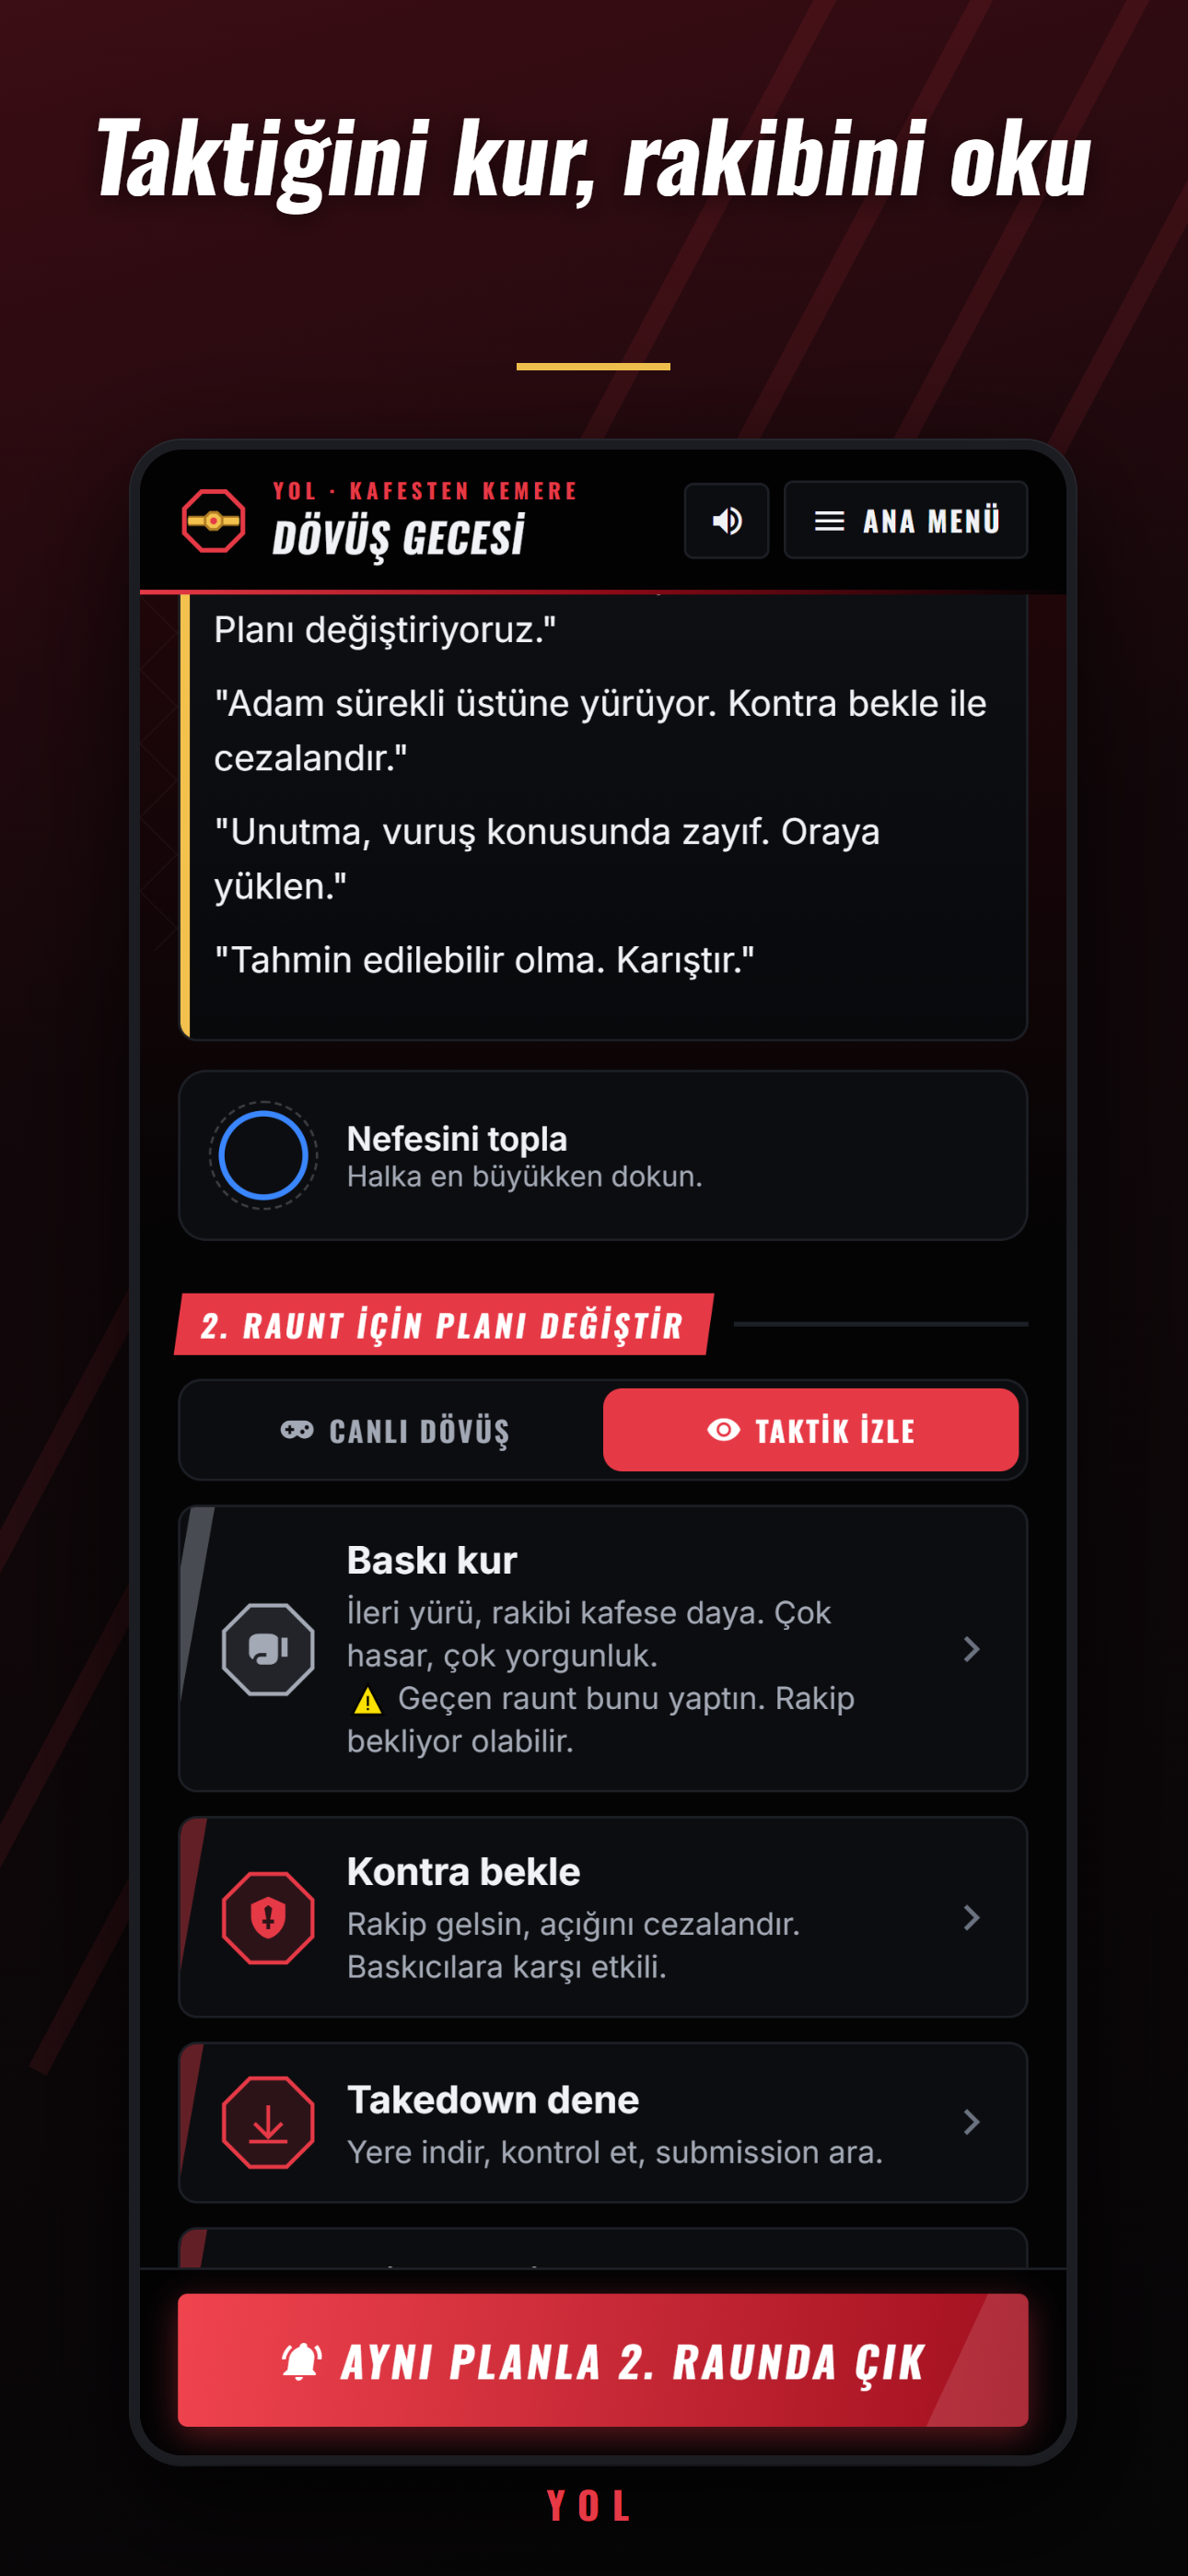 Taktiğini kur, rakibini oku
YOL · KAFESTEN KEMERE
DÖVÜŞ GECESİ
ANA MENÜ
Planı değiştiriyoruz."
"Adam sürekli üstüne yürüyor. Kontra bekle ile
cezalandır."
"Unutma, vuruş konusunda zayıf. Oraya
yüklen."
"Tahmin edilebilir olma. Karıştır."
Nefesini topla
Halka en büyükken dokun.
2. RAUNT İÇİN PLANI DEĞİŞTİR
CANLI DÖVÜŞ
TAKTİK İZLE
Baskı kur
İleri yürü, rakibi kafese daya. Çok
hasar, çok yorgunluk.
⚠️ Geçen raunt bunu yaptın. Rakip
bekliyor olabilir.
Kontra bekle
Rakip gelsin, açığını cezalandır.
Baskıcılara karşı etkili.
Takedown dene
Yere indir, kontrol et, submission ara.
AYNI PLANLA 2. RAUNDA ÇIK
YOL